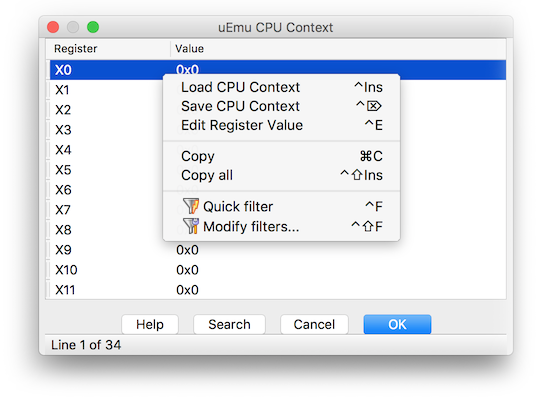 uEmu CPU Context
Register Value
X0 0x0
X1
X2
X3
X4
X5
X6
X7
X8
X9 0x0
X10 0x0
X11 0x0
Load CPU Context ^Ins
Save CPU Context ^⌦
Edit Register Value ^E
Copy ⌘C
Copy all ^⇧Ins
Quick filter ^F
Modify filters... ^⇧F
Help Search Cancel OK
Line 1 of 34